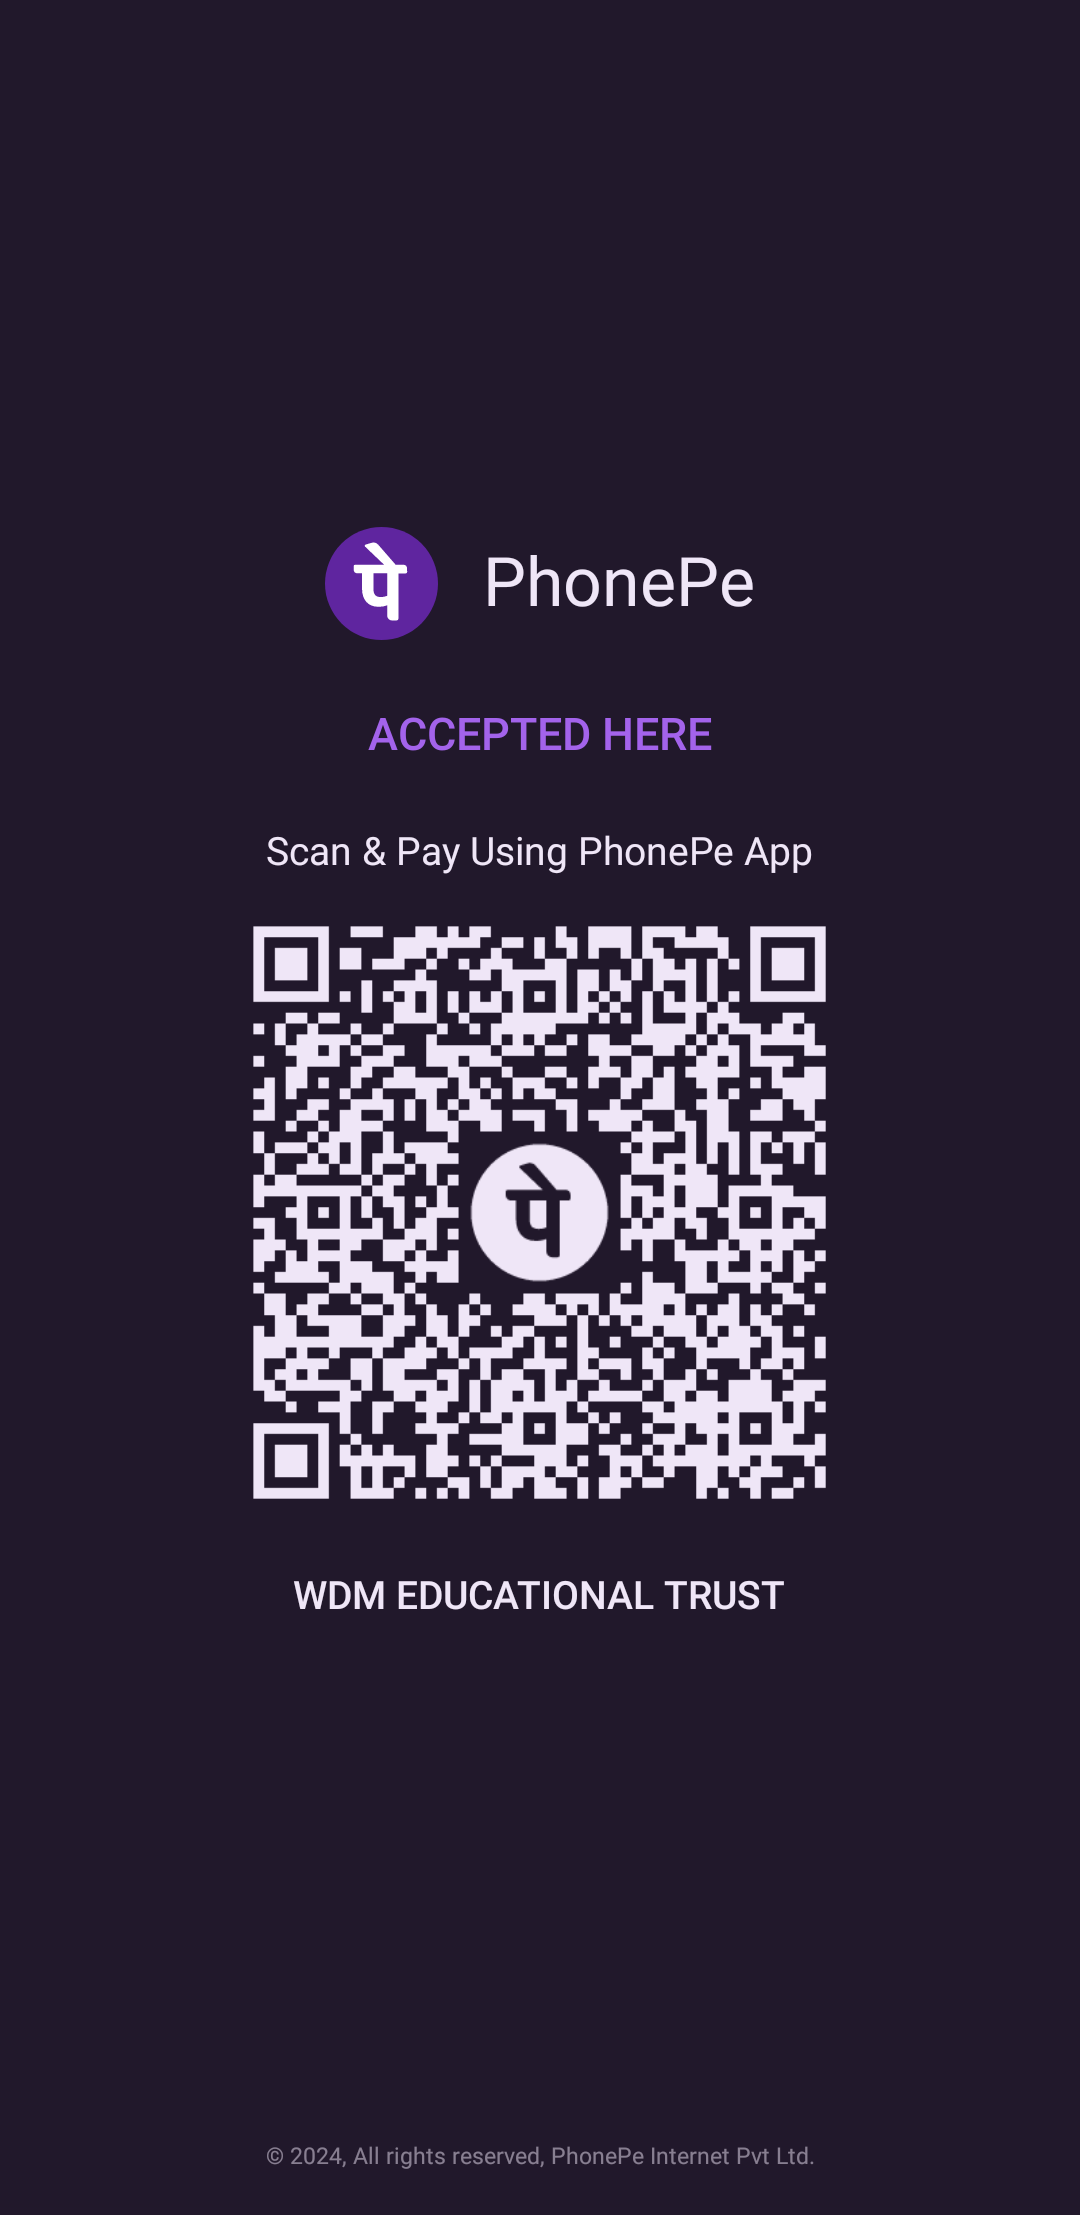 पे PhonePe
ACCEPTED HERE
Scan & Pay Using PhonePe App
पे
WDM EDUCATIONAL TRUST
© 2024, All rights reserved, PhonePe Internet Pvt Ltd.